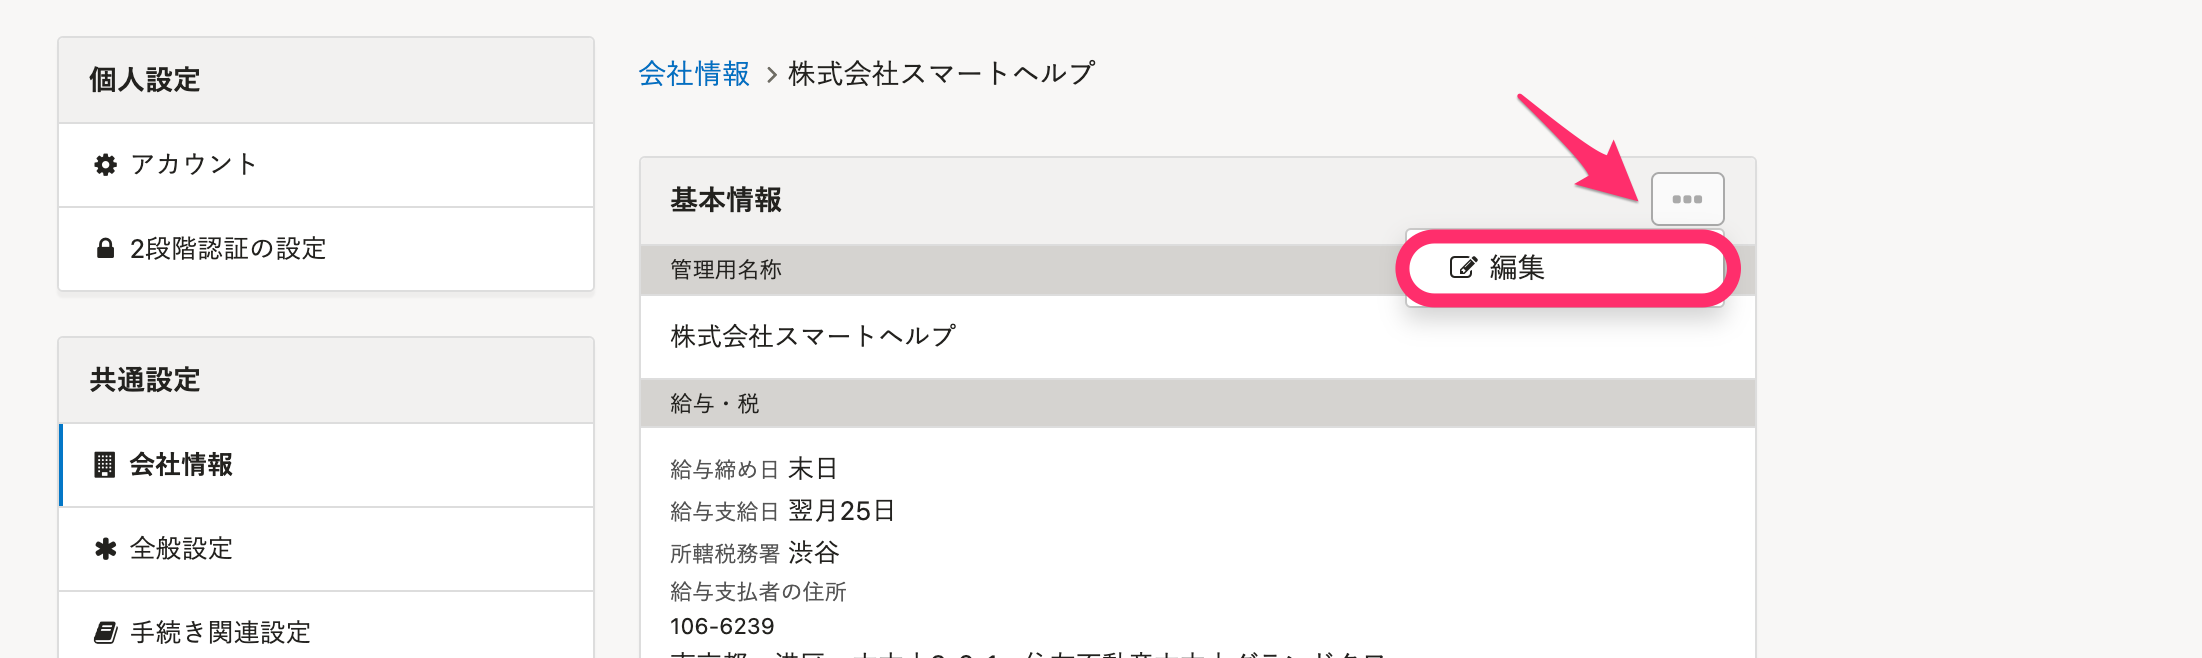 個人設定
アカウント
2段階認証の設定
共通設定
会社情報
全般設定
手続き関連設定
会社情報 > 株式会社スマートヘルプ
基本情報
編集
管理用名称
株式会社スマートヘルプ
給与・税
給与締め日 末日
給与支給日 翌月25日
所轄税務署 渋谷
給与支払者の住所
106-6239